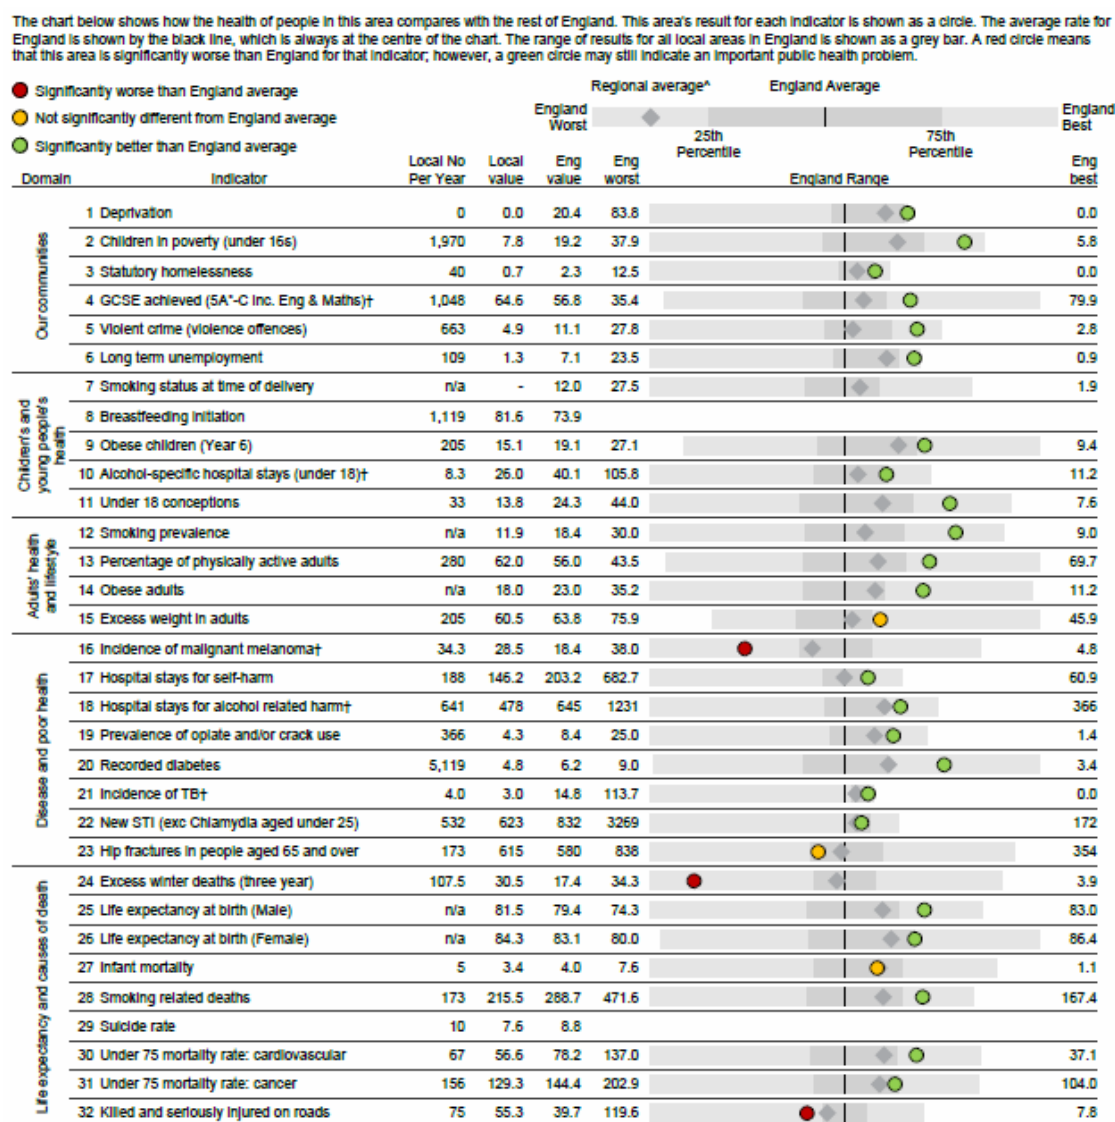 The chart below shows how the health of people in this area compares with the rest of England. This area's result for each indicator is shown as a circle. The average rate for
England is shown by the black line, which is always at the centre of the chart. The range of results for all local areas in England is shown as a grey bar. A red circle means
that this area is significantly worse than England for that indicator; however, a green circle may still indicate an important public health problem.
Significantly worse than England average
Not significantly different from England average
Significantly better than England average
Regional average^ England Average
England Worst England Best
25th Percentile 75th Percentile
Domain Indicator Local No Per Year Local value Eng value Eng worst England Range Eng best
Our communities
1 Deprivation 0 0.0 20.4 83.8 0.0
2 Children in poverty (under 16s) 1,970 7.8 19.2 37.9 5.8
3 Statutory homelessness 40 0.7 2.3 12.5 0.0
4 GCSE achieved (5A*-C inc. Eng & Maths)† 1,048 64.6 56.8 35.4 79.9
5 Violent crime (violence offences) 663 4.9 11.1 27.8 2.8
6 Long term unemployment 109 1.3 7.1 23.5 0.9
Children's and young people's health
7 Smoking status at time of delivery n/a - 12.0 27.5 1.9
8 Breastfeeding initiation 1,119 81.6 73.9
9 Obese children (Year 6) 205 15.1 19.1 27.1 9.4
10 Alcohol-specific hospital stays (under 18)† 8.3 26.0 40.1 105.8 11.2
11 Under 18 conceptions 33 13.8 24.3 44.0 7.6
Adults' health and lifestyle
12 Smoking prevalence n/a 11.9 18.4 30.0 9.0
13 Percentage of physically active adults 280 62.0 56.0 43.5 69.7
14 Obese adults n/a 18.0 23.0 35.2 11.2
15 Excess weight in adults 205 60.5 63.8 75.9 45.9
Disease and poor health
16 Incidence of malignant melanoma† 34.3 28.5 18.4 38.0 4.8
17 Hospital stays for self-harm 188 146.2 203.2 682.7 60.9
18 Hospital stays for alcohol related harm† 641 478 645 1231 366
19 Prevalence of opiate and/or crack use 366 4.3 8.4 25.0 1.4
20 Recorded diabetes 5,119 4.8 6.2 9.0 3.4
21 Incidence of TB† 4.0 3.0 14.8 113.7 0.0
22 New STI (exc Chlamydia aged under 25) 532 623 832 3269 172
23 Hip fractures in people aged 65 and over 173 615 580 838 354
Life expectancy and causes of death
24 Excess winter deaths (three year) 107.5 30.5 17.4 34.3 3.9
25 Life expectancy at birth (Male) n/a 81.5 79.4 74.3 83.0
26 Life expectancy at birth (Female) n/a 84.3 83.1 80.0 86.4
27 Infant mortality 5 3.4 4.0 7.6 1.1
28 Smoking related deaths 173 215.5 288.7 471.6 167.4
29 Suicide rate 10 7.6 8.8
30 Under 75 mortality rate: cardiovascular 67 56.6 78.2 137.0 37.1
31 Under 75 mortality rate: cancer 156 129.3 144.4 202.9 104.0
32 Killed and seriously injured on roads 75 55.3 39.7 119.6 7.8